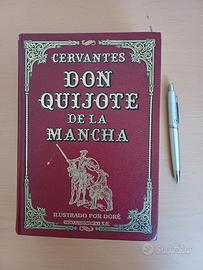 CERVANTES
DON
QUIJOTE
DE LA
MANCHA
ILUSTRADO POR DORÉ